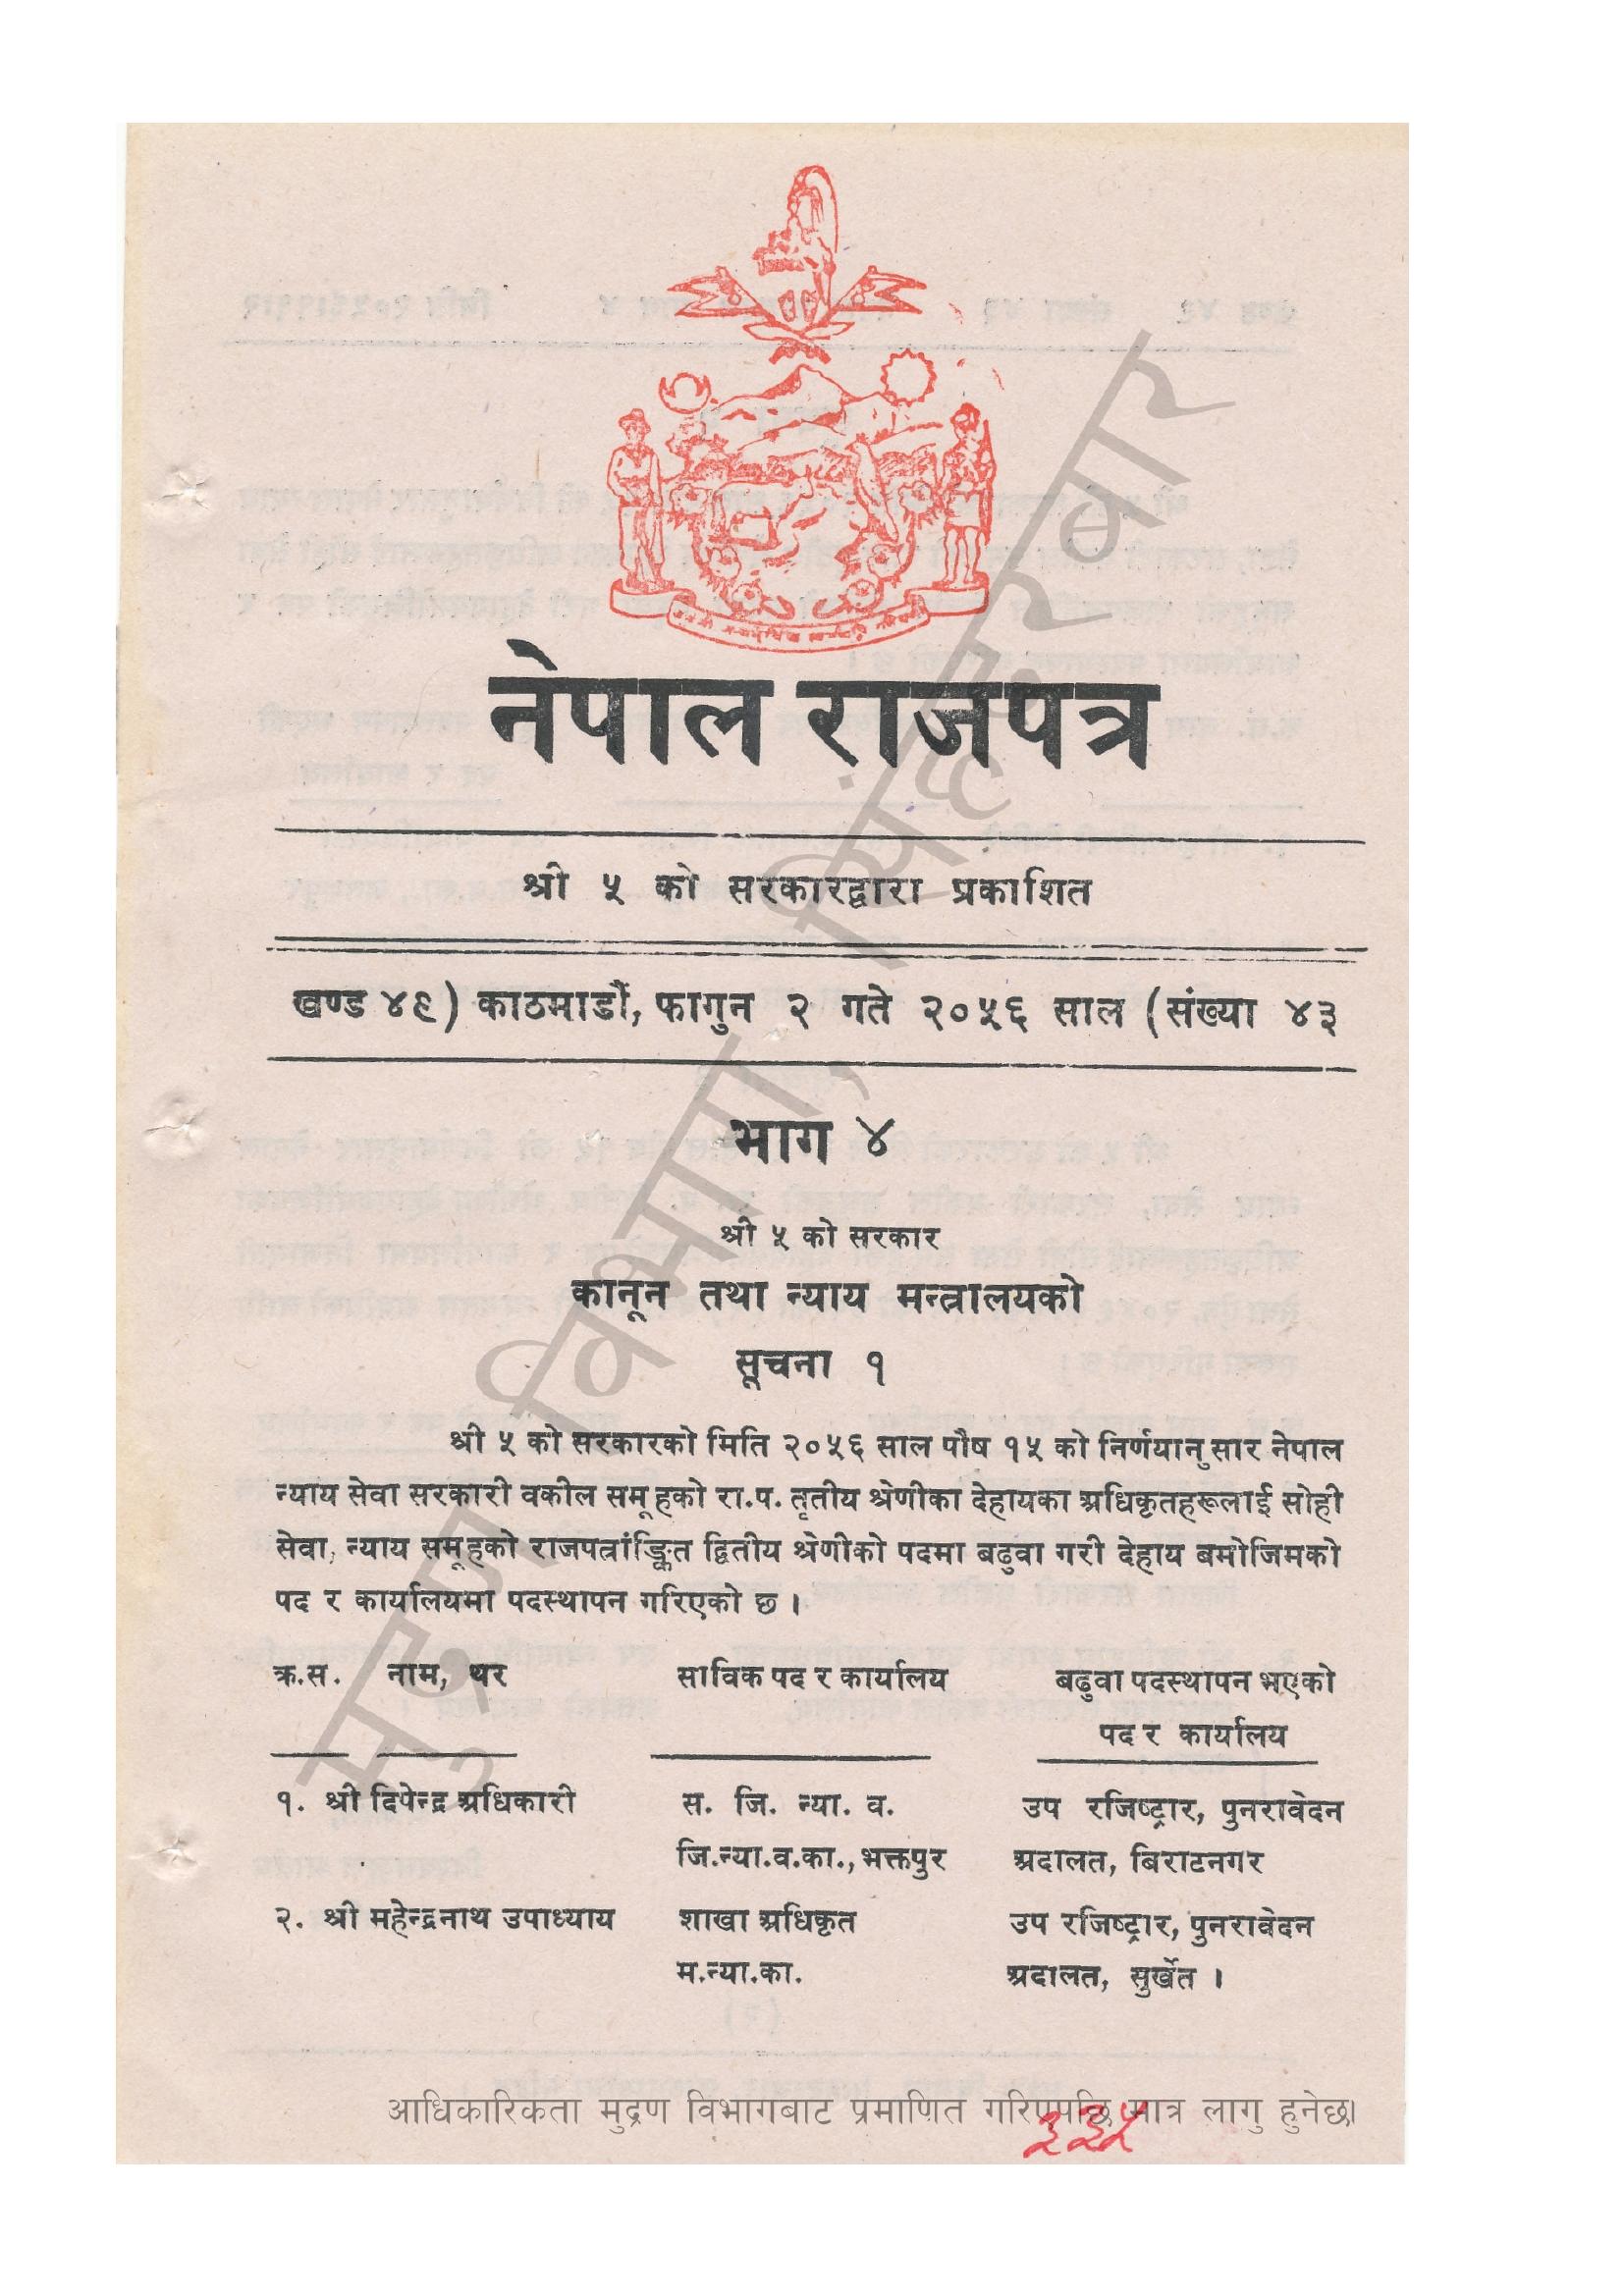 नेपाल राजपत्र
श्री ५ को सरकारद्वारा प्रकाशित
खण्ड ४९) काठमाडौं, फागुन २ गते २०५६ साल (संख्या ४३
भाग ४
श्री ५ को सरकार
कानून तथा न्याय मन्त्रालयको
सूचना १
श्री ५ को सरकारको मिति २०५६ साल पौष १५ को निर्णयानुसार नेपाल
न्याय सेवा सरकारी वकील समूहको रा.प. तृतीय श्रेणीका देहायका अधिकृतहरूलाई सोही
सेवा, न्याय समूहको राजपत्रांङ्कित द्वितीय श्रेणीको पदमा बढुवा गरी देहाय बमोजिमको
पद र कार्यालयमा पदस्थापन गरिएको छ ।
क्र.स. नाम, थर साविक पद र कार्यालय बढुवा पदस्थापन भएको
पद र कार्यालय
१. श्री दिपेन्द्र अधिकारी स. जि. न्या. व. उप रजिष्ट्रार, पुनरावेदन
जि.न्या.व.का., भक्तपुर अदालत, बिराटनगर
२. श्री महेन्द्रनाथ उपाध्याय शाखा अधिकृत उप रजिष्ट्रार, पुनरावेदन
म.न्या.का. अदालत, सुर्खेत ।
मुद्रण विभाग, सिंहदरबार
आधिकारिकता मुद्रण विभागबाट प्रमाणित गरिएपछि मात्र लागु हुनेछ।
३३५